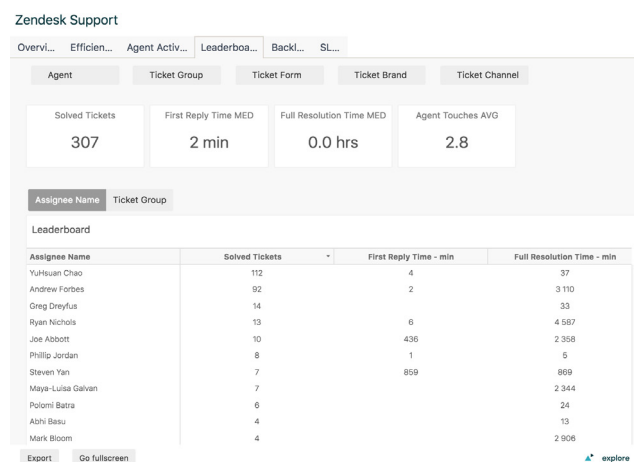 Zendesk Support
Overvi... Efficien... Agent Activ... Leaderboa... Backl... SL...
Agent Ticket Group Ticket Form Ticket Brand Ticket Channel
Solved Tickets First Reply Time MED Full Resolution Time MED Agent Touches AVG
307 2 min 0.0 hrs 2.8
Assignee Name Ticket Group
Leaderboard
Assignee Name Solved Tickets First Reply Time - min Full Resolution Time - min
YuHsuan Chao 112 4 37
Andrew Forbes 92 2 3 110
Greg Dreyfus 14 33
Ryan Nichols 13 6 4 587
Joe Abbott 10 436 2 358
Phillip Jordan 8 1 5
Steven Yan 7 859 869
Maya-Luisa Galvan 7 2 344
Polomi Batra 6 24
Abhi Basu 4 13
Mark Bloom 4 2 906
Export Go fullscreen explore